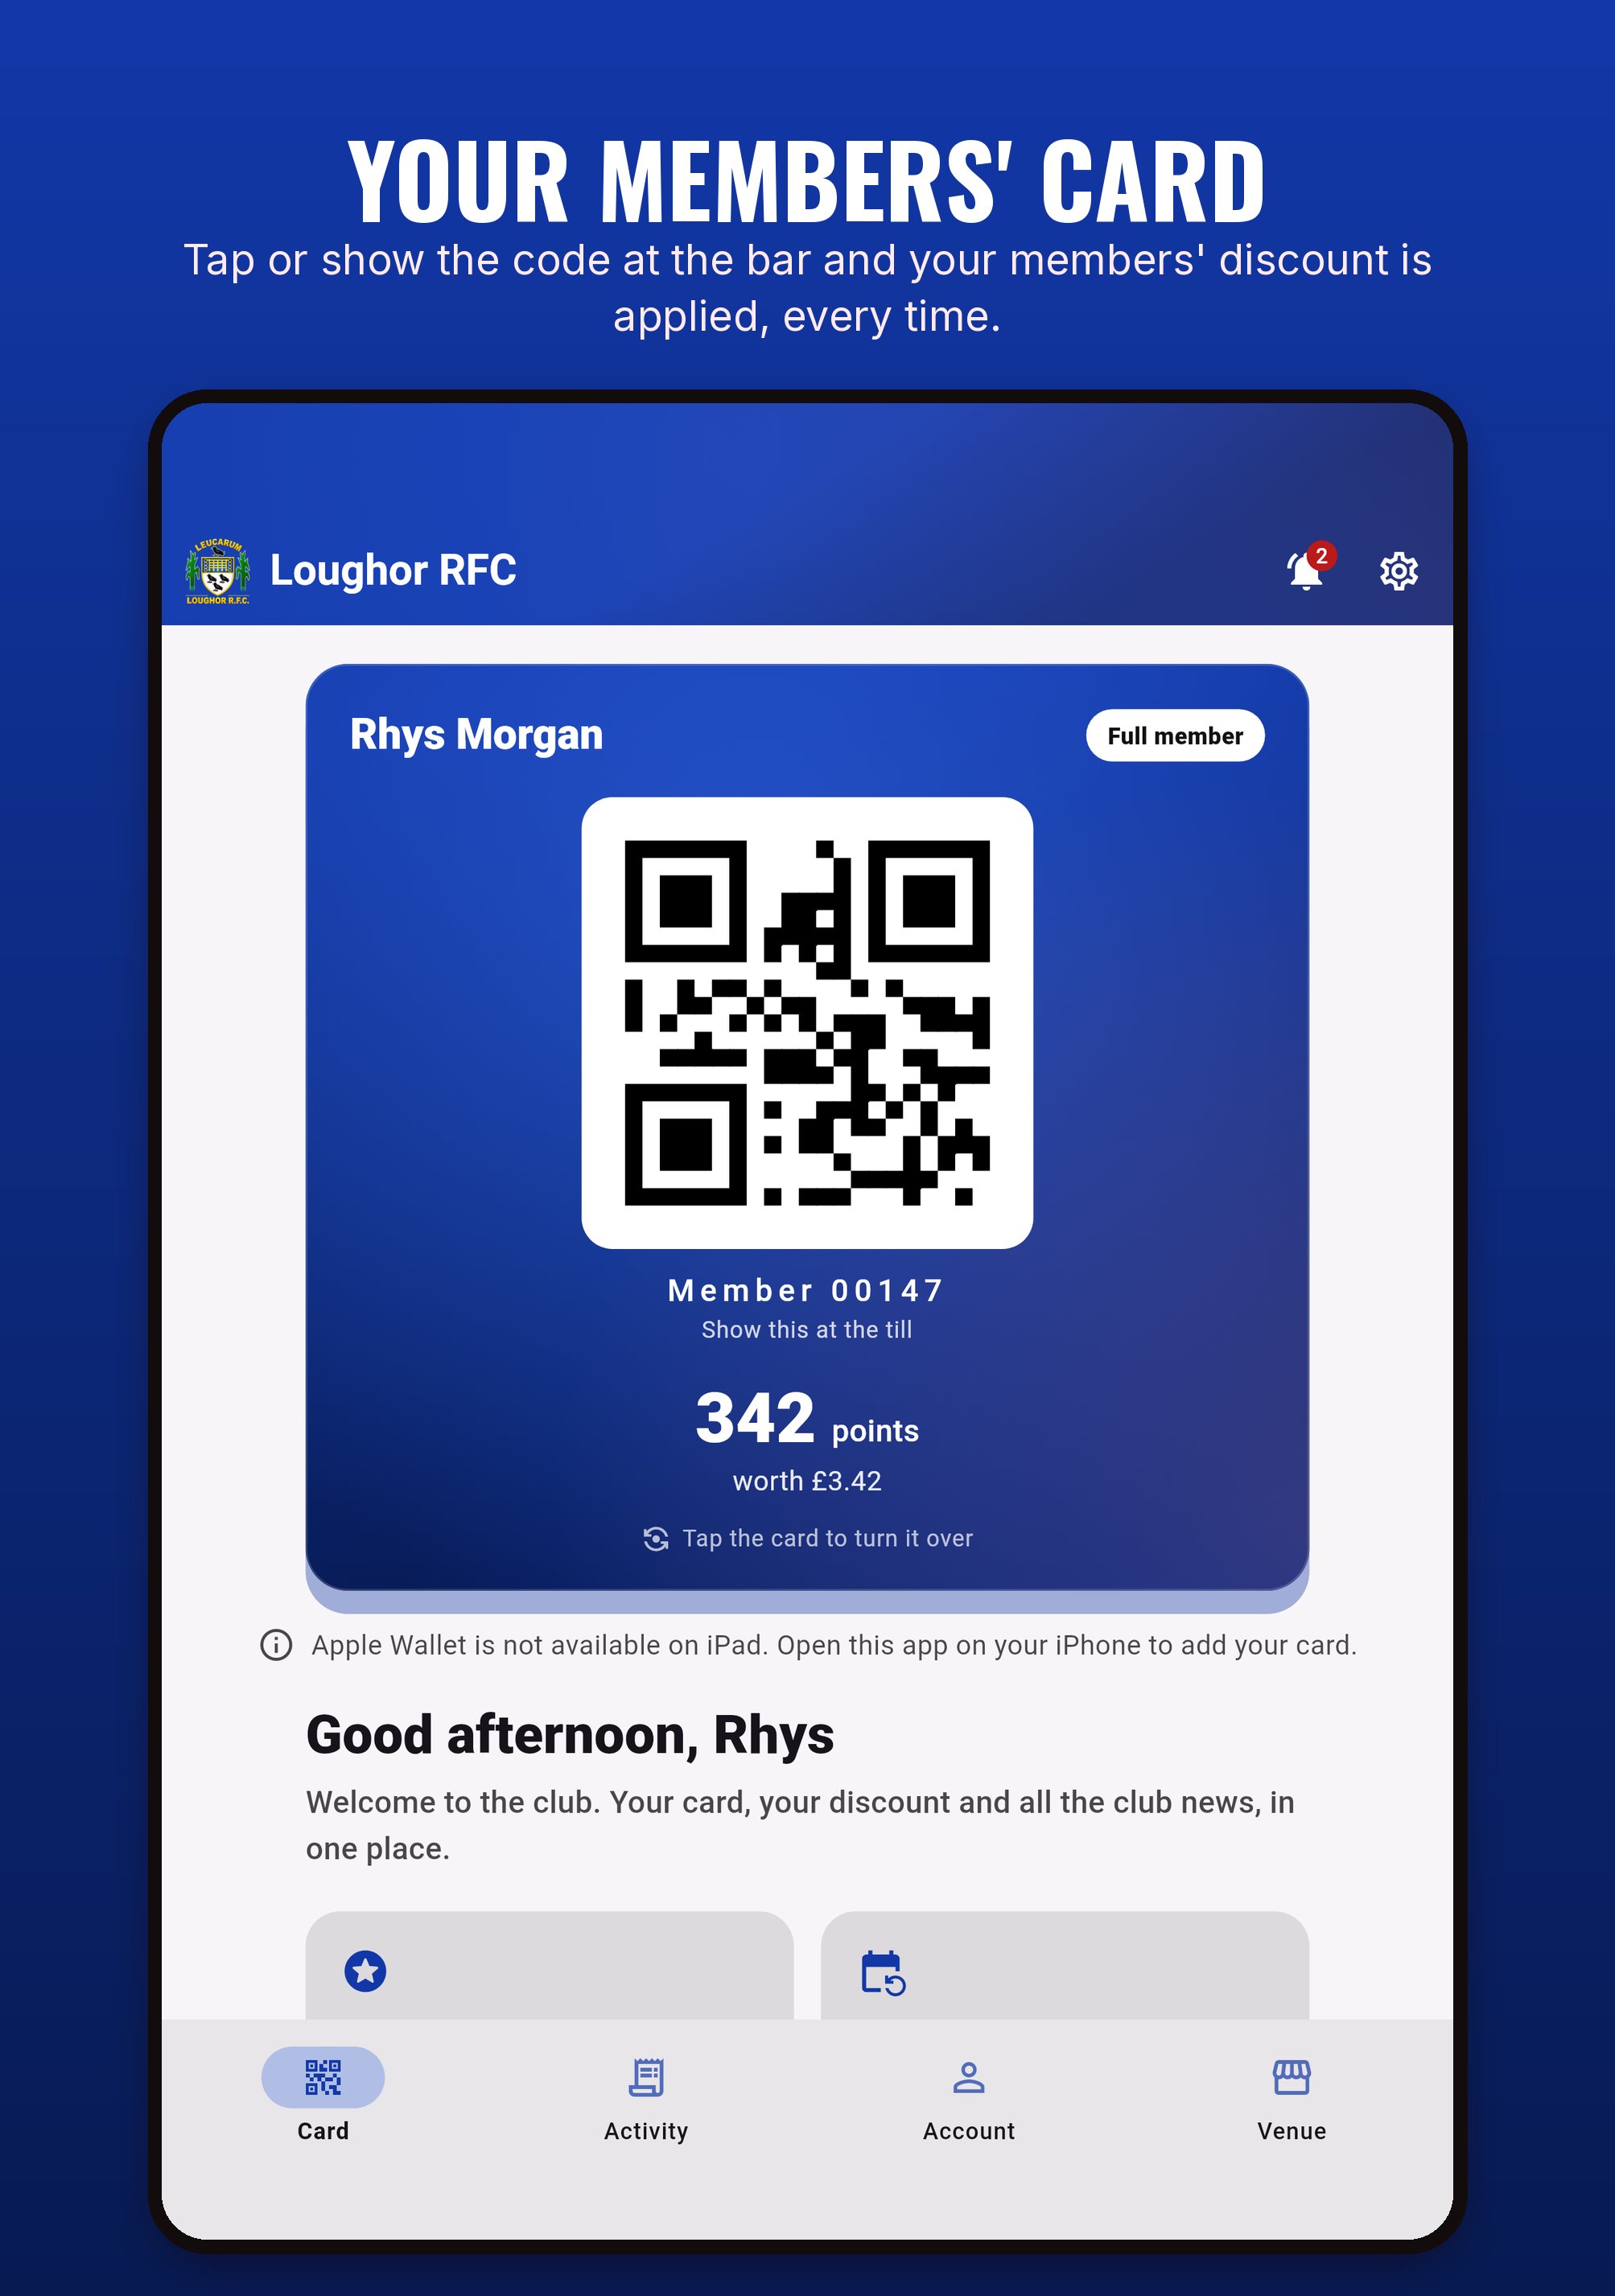 YOUR MEMBERS' CARD
Tap or show the code at the bar and your members' discount is
applied, every time.
LEUCARUM
LOUGHOR R.F.C.
Loughor RFC
2
Rhys Morgan
Full member
Member 00147
Show this at the till
342 points
worth £3.42
Tap the card to turn it over
Apple Wallet is not available on iPad. Open this app on your iPhone to add your card.
Good afternoon, Rhys
Welcome to the club. Your card, your discount and all the club news, in
one place.
Card
Activity
Account
Venue